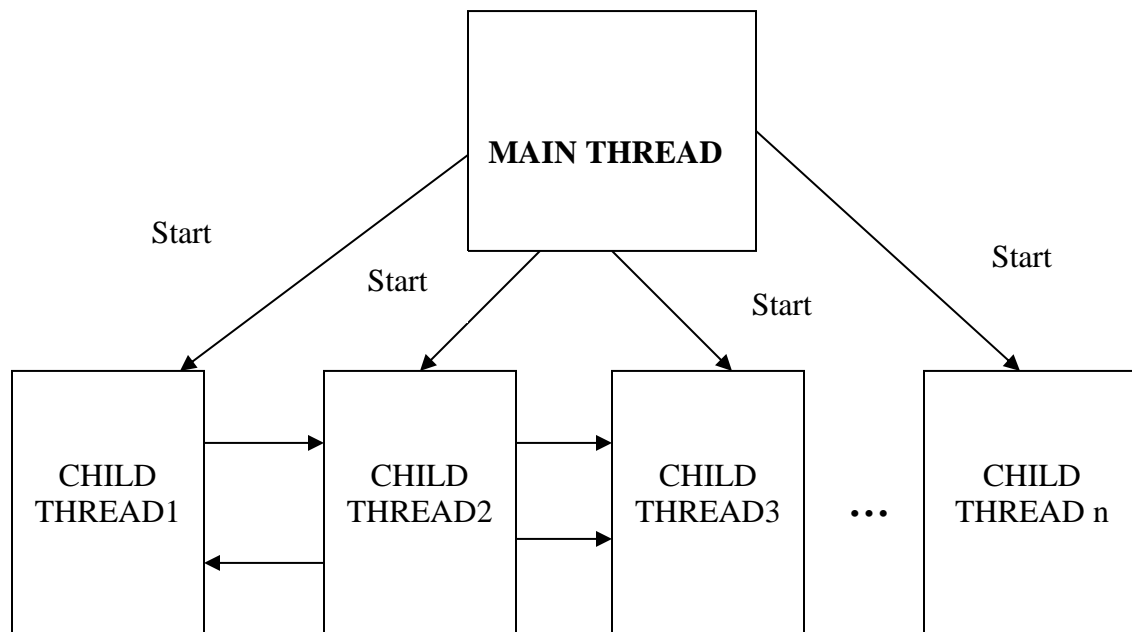 MAIN THREAD
Start
Start
Start
Start
CHILD
THREAD1
CHILD
THREAD2
CHILD
THREAD3
...
CHILD
THREAD n